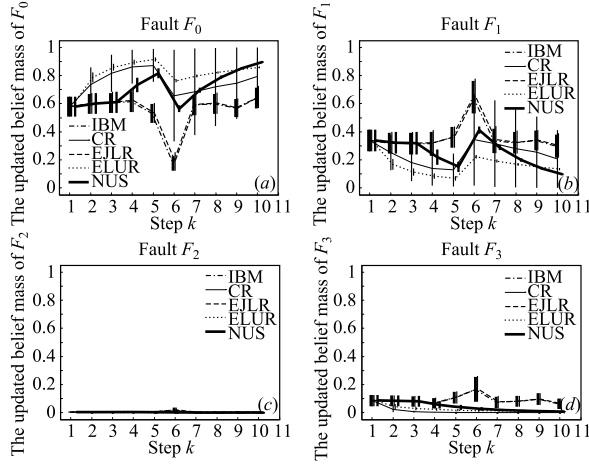 Fault F0
The updated belief mass of F0
1
0.8
0.6
0.4
0.2
0
IBM
CR
EJLR
ELUR
NUS
(a)
1 2 3 4 5 6 7 8 9 10 11
Step k
Fault F1
The updated belief mass of F1
1
0.8
0.6
0.4
0.2
0
IBM
CR
EJLR
ELUR
NUS
(b)
1 2 3 4 5 6 7 8 9 10 11
Step k
Fault F2
The updated belief mass of F2
1
0.8
0.6
0.4
0.2
0
IBM
CR
EJLR
ELUR
NUS
(c)
1 2 3 4 5 6 7 8 9 10 11
Step k
Fault F3
The updated belief mass of F3
1
0.8
0.6
0.4
0.2
0
IBM
CR
EJLR
ELUR
NUS
(d)
1 2 3 4 5 6 7 8 9 10 11
Step k